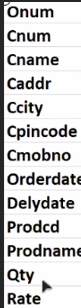 Onum
Cnum
Cname
Caddr
Ccity
Cpincode
Cmobno
Orderdate
Delydate
Prodcd
Prodname
Qty
Rate